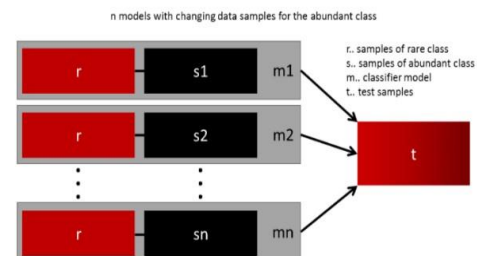 n models with changing data samples for the abundant class
r.. samples of rare class
s.. samples of abundant class
m.. classifier model
t.. test samples
r s1 m1
r s2 m2
t
r sn mn